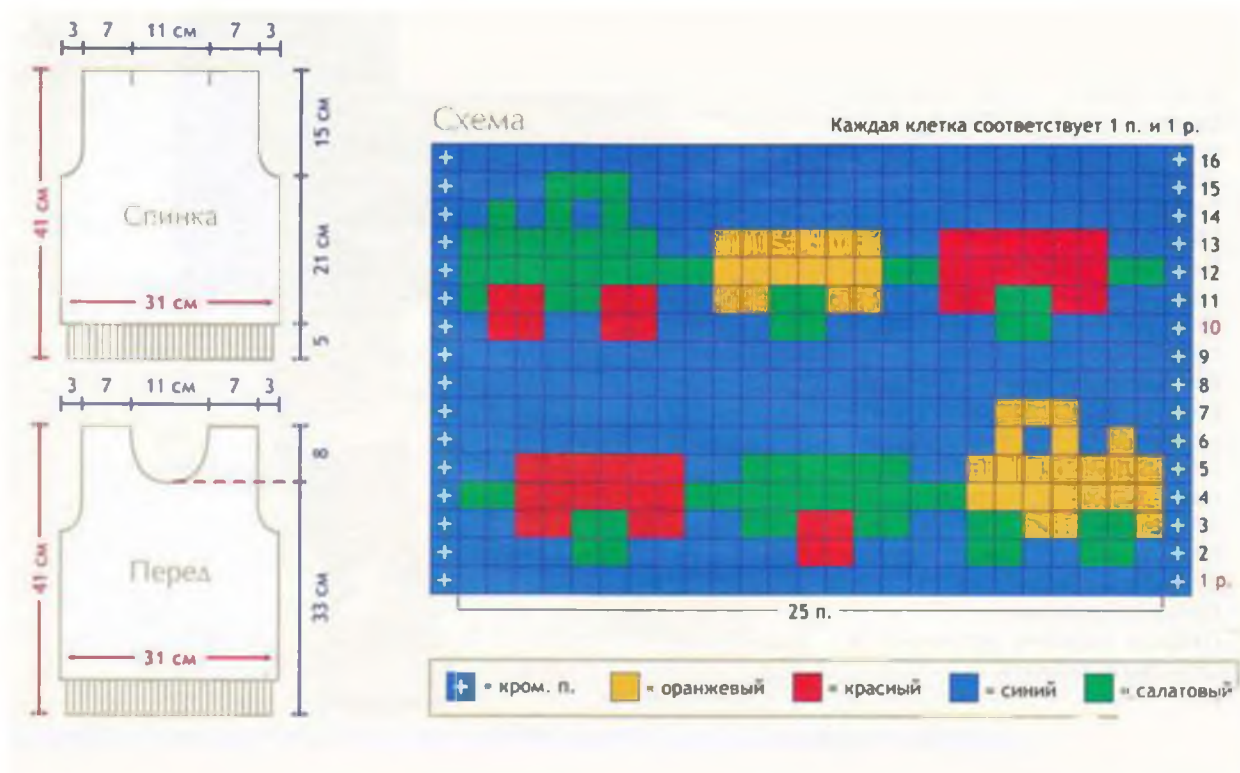 3 7 11 см 7 3
41 см
15 см
Спинка
21 см
31 см
5
3 7 11 см 7 3
41 см
8
Перед
33 см
31 см
Схема
Каждая клетка соответствует 1 п. и 1 р.
16
15
14
13
12
11
10
9
8
7
6
5
4
3
2
1 р.
25 п.
+ = кром. п. = оранжевый = красный = синий = салатовый